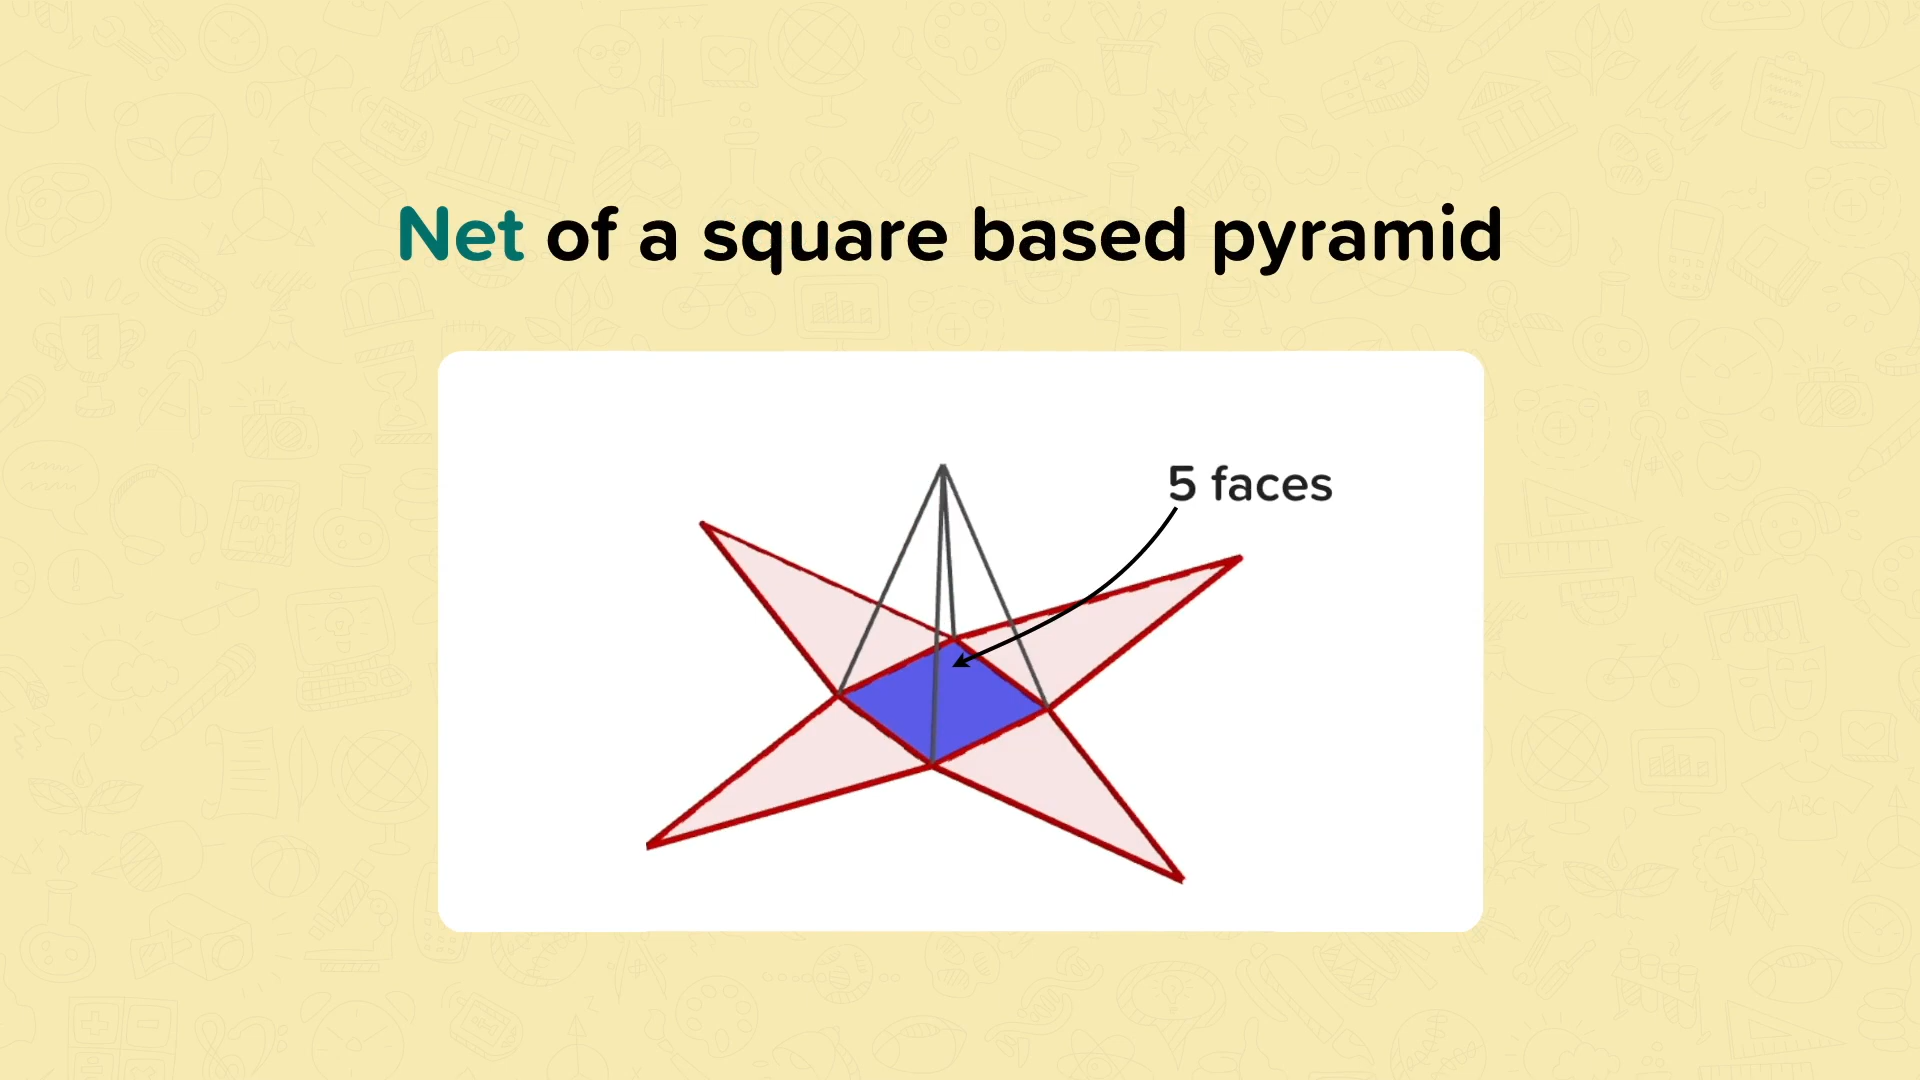 Net of a square based pyramid
5 faces